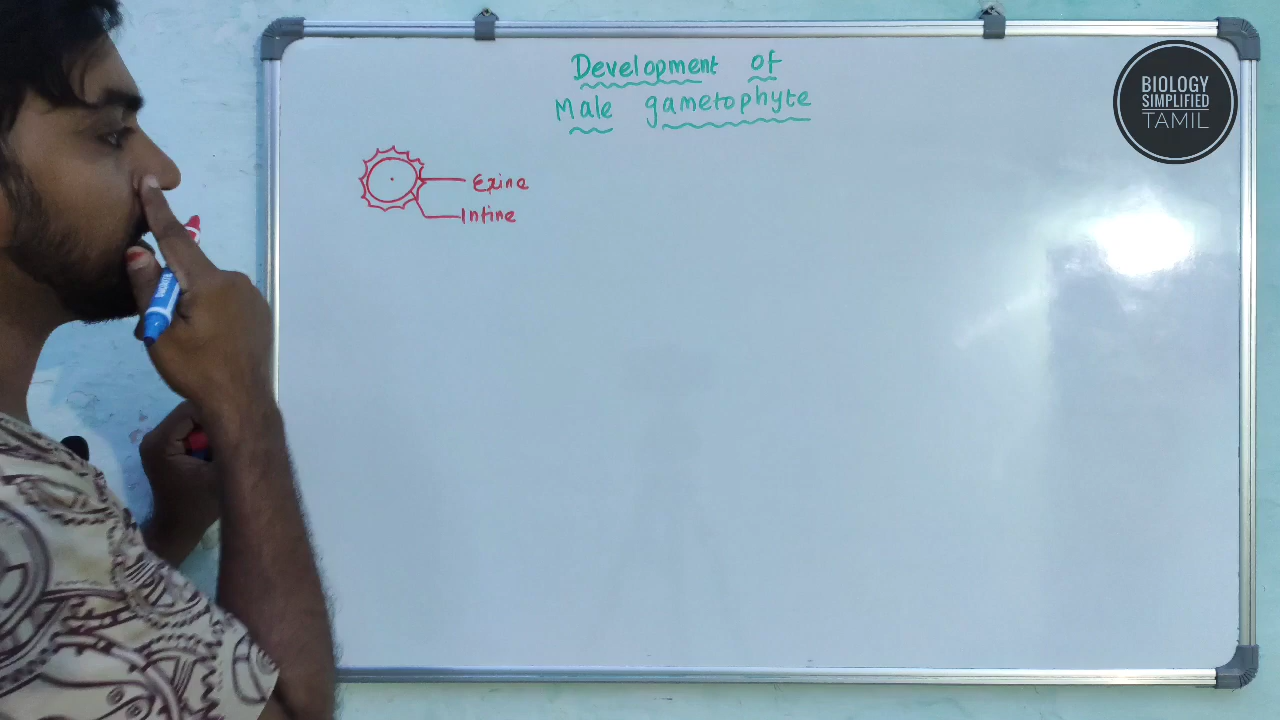 Development of
Male gametophyte
Exine
Intine
BIOLOGY
SIMPLIFIED
TAMIL